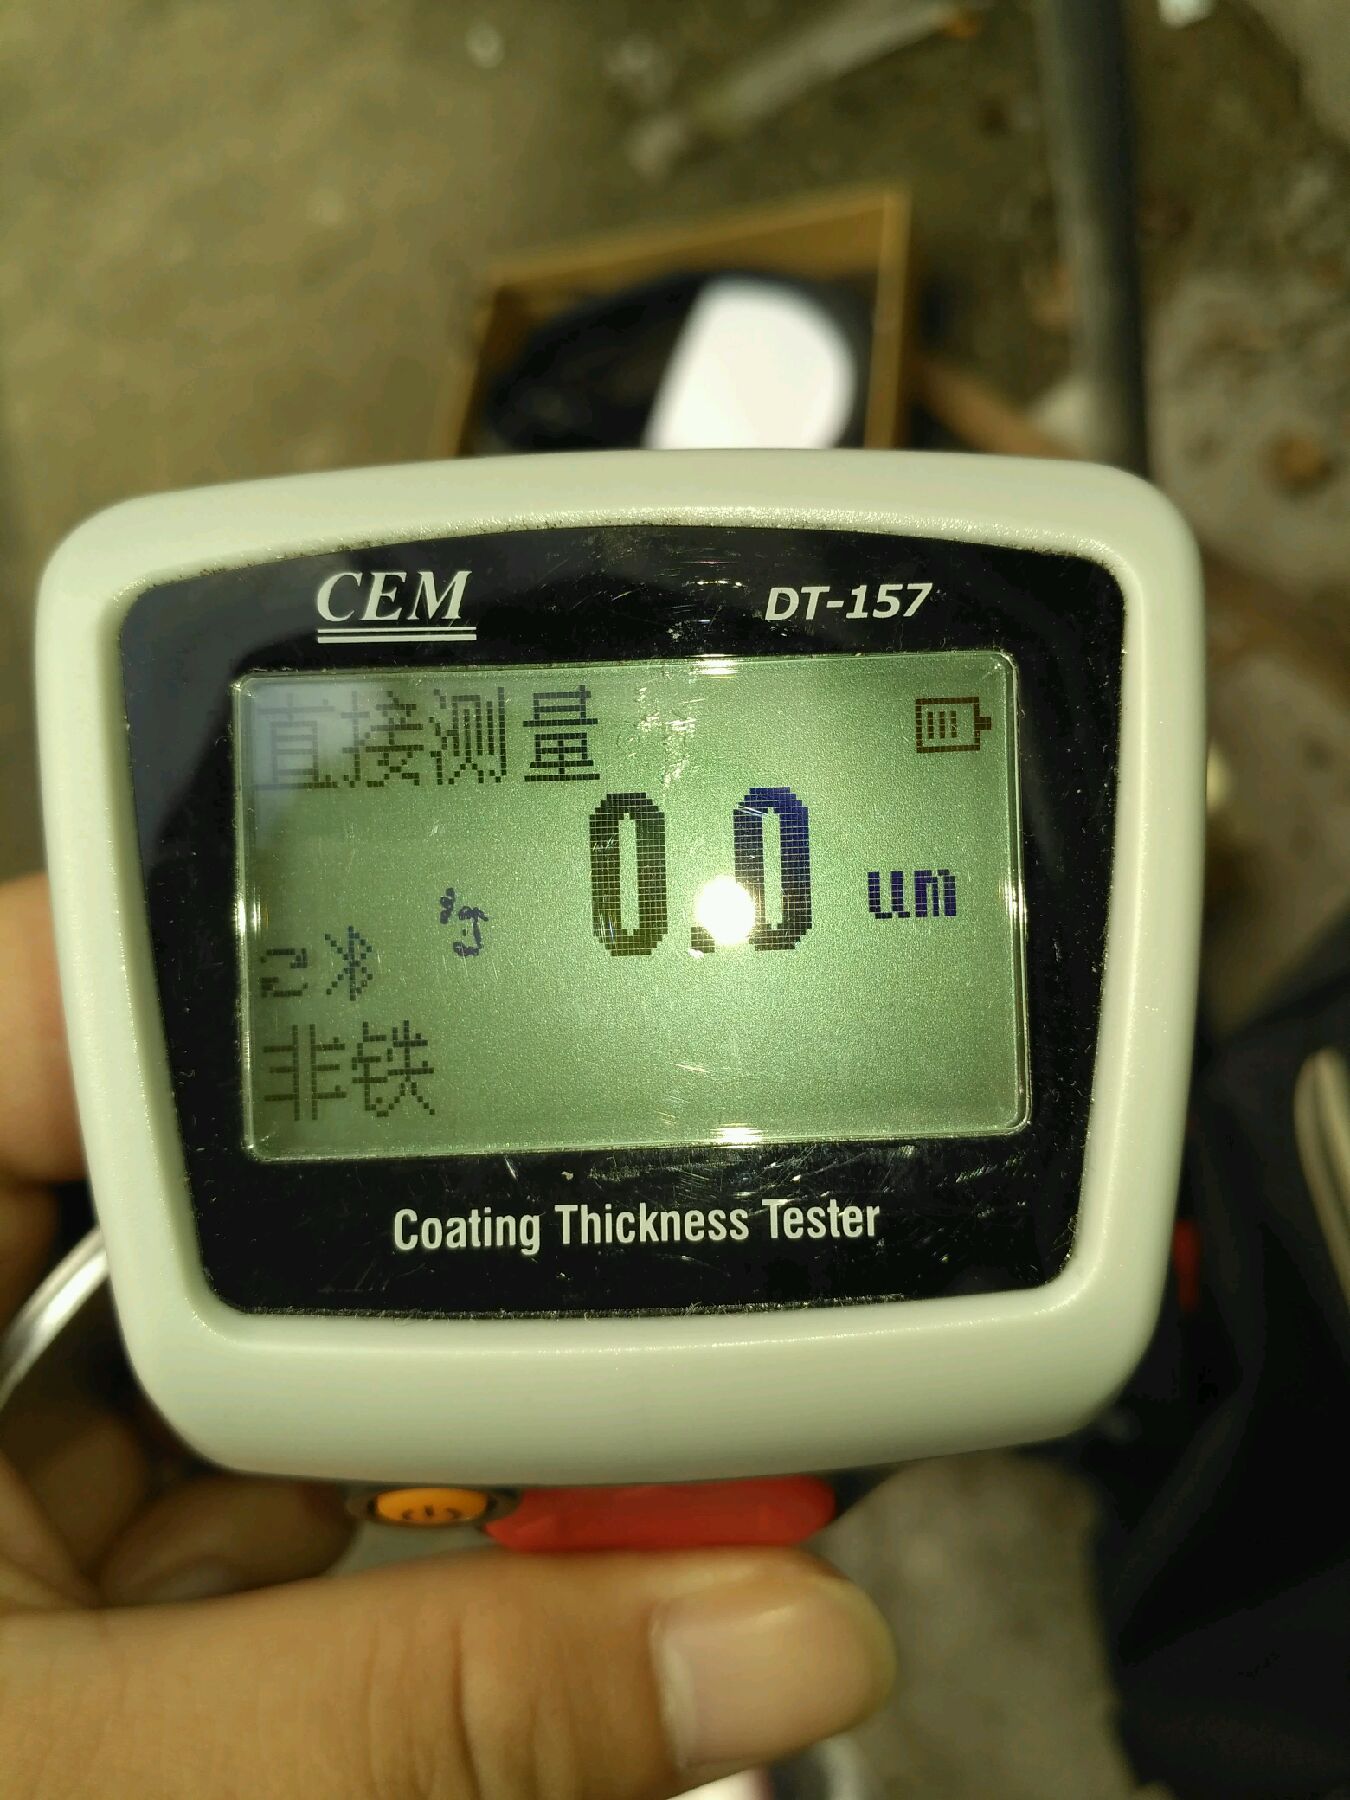 CEM
DT-157
直接测量
0.0 um
非铁
Coating Thickness Tester